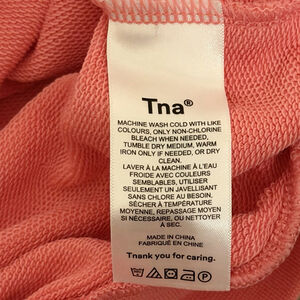 Tna®
MACHINE WASH COLD WITH LIKE
COLOURS, ONLY NON-CHLORINE
BLEACH WHEN NEEDED,
TUMBLE DRY MEDIUM, WARM
IRON ONLY IF NEEDED, OR DRY
CLEAN.
LAVER À LA MACHINE À L'EAU
FROIDE AVEC COULEURS
SEMBLABLES, UTILISER
SEULEMENT UN JAVELLISANT
SANS CHLORE AU BESOIN,
SÉCHER À TEMPÉRATURE
MOYENNE, REPASSAGE MOYEN
SI NÉCESSAIRE, OU NETTOYER
À SEC.
MADE IN CHINA
FABRIQUÉ EN CHINE
Tnank you for caring.
P